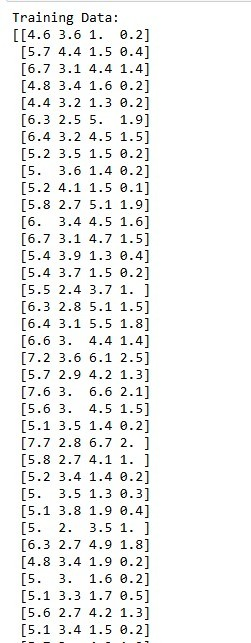 Training Data:
[[4.6 3.6 1.  0.2]
 [5.7 4.4 1.5 0.4]
 [6.7 3.1 4.4 1.4]
 [4.8 3.4 1.6 0.2]
 [4.4 3.2 1.3 0.2]
 [6.3 2.5 5.  1.9]
 [6.4 3.2 4.5 1.5]
 [5.2 3.5 1.5 0.2]
 [5.  3.6 1.4 0.2]
 [5.2 4.1 1.5 0.1]
 [5.8 2.7 5.1 1.9]
 [6.  3.4 4.5 1.6]
 [6.7 3.1 4.7 1.5]
 [5.4 3.9 1.3 0.4]
 [5.4 3.7 1.5 0.2]
 [5.5 2.4 3.7 1. ]
 [6.3 2.8 5.1 1.5]
 [6.4 3.1 5.5 1.8]
 [6.6 3.  4.4 1.4]
 [7.2 3.6 6.1 2.5]
 [5.7 2.9 4.2 1.3]
 [7.6 3.  6.6 2.1]
 [5.6 3.  4.5 1.5]
 [5.1 3.5 1.4 0.2]
 [7.7 2.8 6.7 2. ]
 [5.8 2.7 4.1 1. ]
 [5.2 3.4 1.4 0.2]
 [5.  3.5 1.3 0.3]
 [5.1 3.8 1.9 0.4]
 [5.  2.  3.5 1. ]
 [6.3 2.7 4.9 1.8]
 [4.8 3.4 1.9 0.2]
 [5.  3.  1.6 0.2]
 [5.1 3.3 1.7 0.5]
 [5.6 2.7 4.2 1.3]
 [5.1 3.4 1.5 0.2]